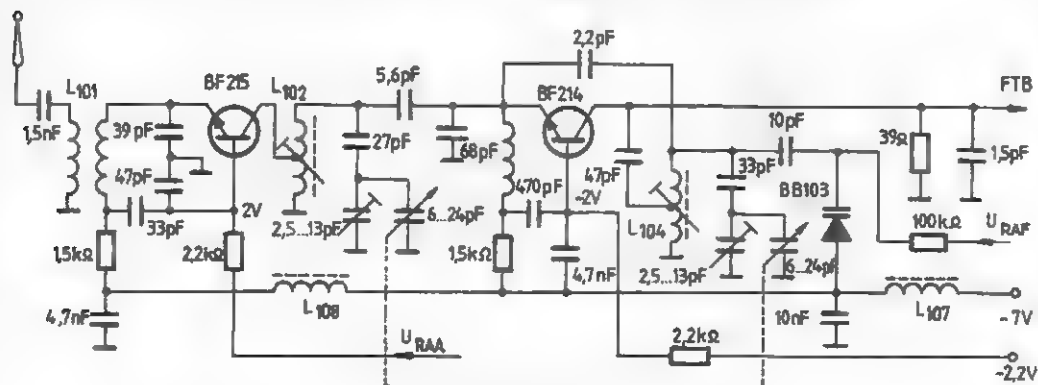 2,2pF
L101
BF215
L102
5,6pF
BF214
FTB
1,5nF
39pF
27pF
68pF
10pF
39Ω
1,5pF
47pF
470pF
47pF
33pF
BB103
33pF
2V
-2V
2,5...13pF
6...24pF
L104
100kΩ
URAF
1,5kΩ
2,2kΩ
1,5kΩ
4,7nF
2,5...13pF
6...24pF
4,7nF
L108
10nF
L107
-7V
URAA
2,2kΩ
-2,2V